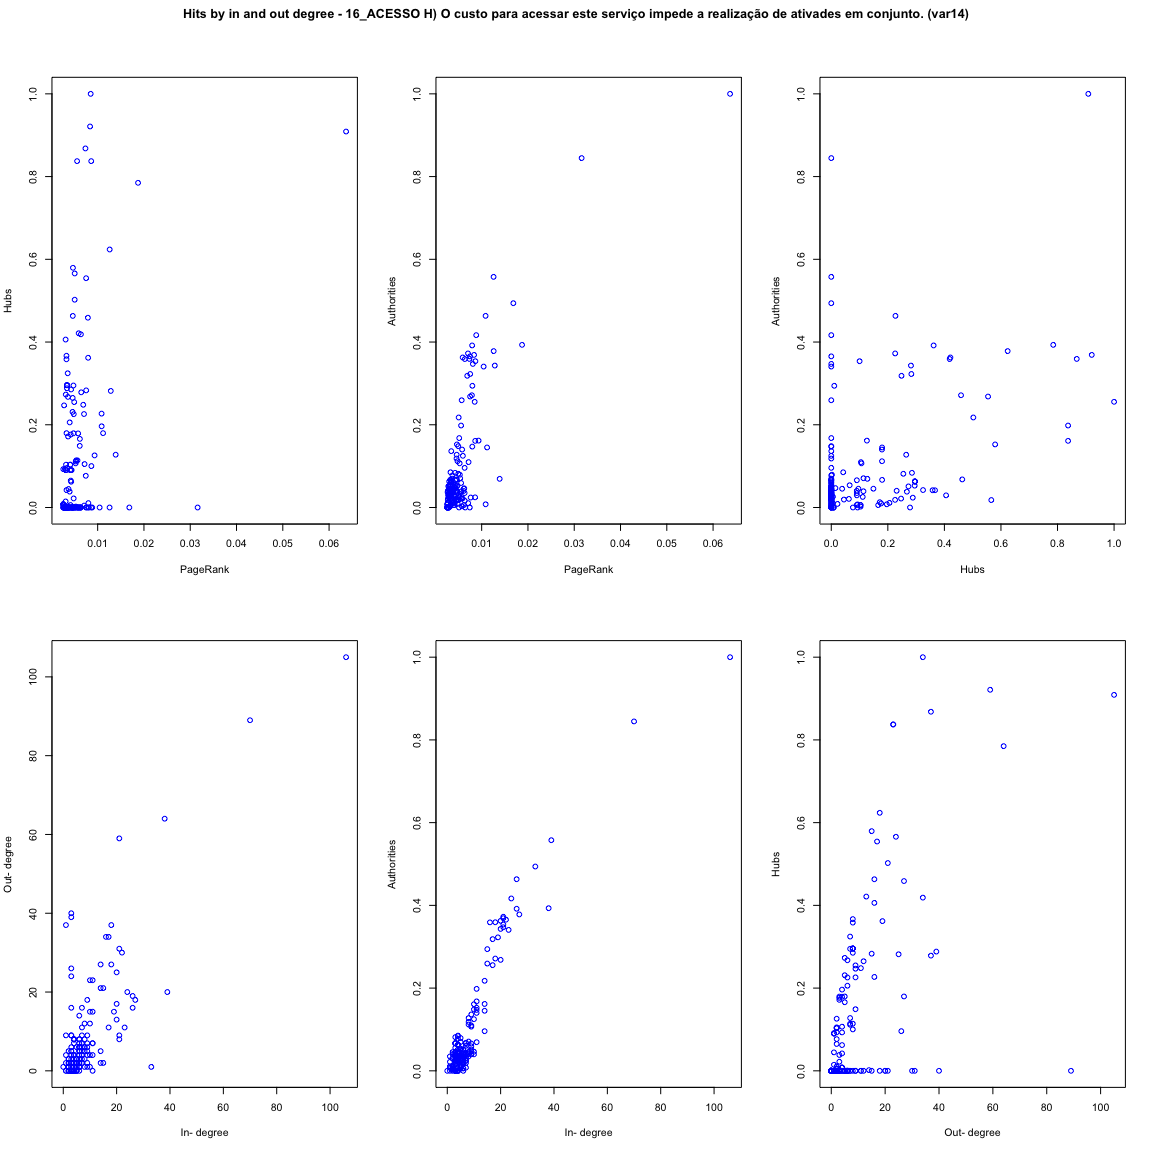 Hits by in and out degree - 16_ACESSO H) O custo para acessar este serviço impede a realização de ativades em conjunto. (var14)
Hubs
0.0 0.2 0.4 0.6 0.8 1.0
0.01 0.02 0.03 0.04 0.05 0.06
PageRank
Authorities
0.0 0.2 0.4 0.6 0.8 1.0
0.01 0.02 0.03 0.04 0.05 0.06
PageRank
Authorities
0.0 0.2 0.4 0.6 0.8 1.0
0.0 0.2 0.4 0.6 0.8 1.0
Hubs
Out- degree
0 20 40 60 80 100
0 20 40 60 80 100
In- degree
Authorities
0.0 0.2 0.4 0.6 0.8 1.0
0 20 40 60 80 100
In- degree
Hubs
0.0 0.2 0.4 0.6 0.8 1.0
0 20 40 60 80 100
Out- degree